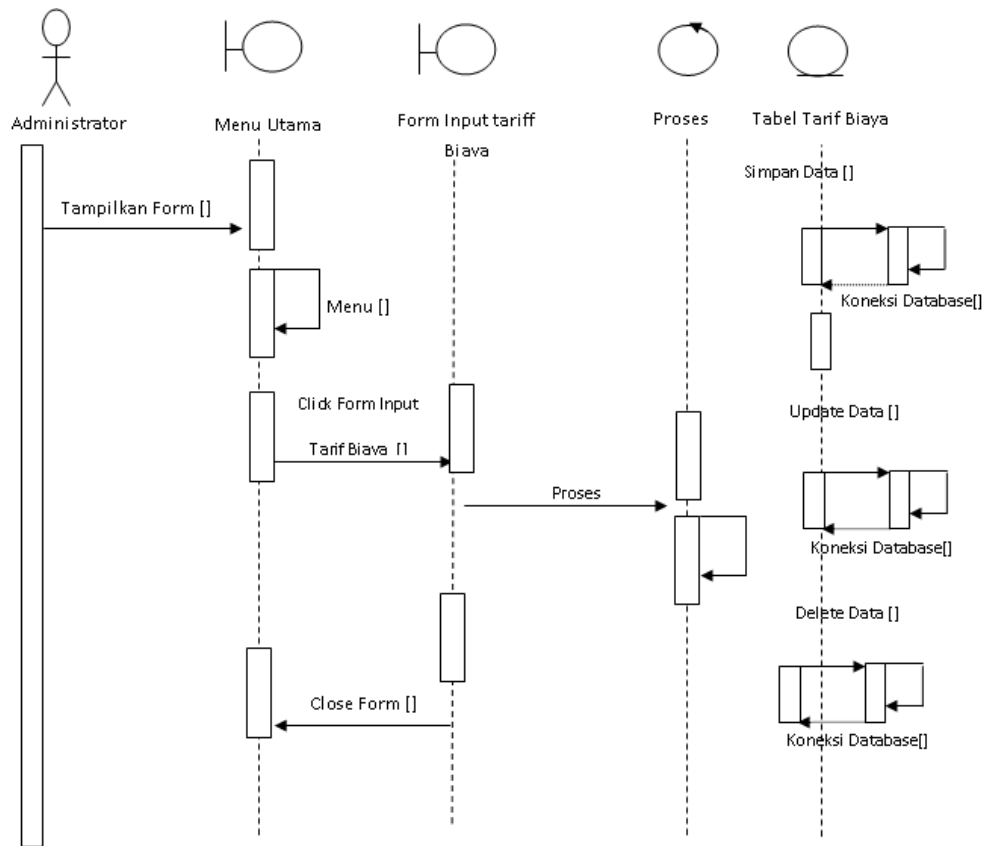 Administrator
Menu Utama
Form Input tariff
Biava
Proses
Tabel Tarif Biaya
Simpan Data []
Tampilkan Form []
Koneksi Database[]
Menu []
Click Form Input
Tarif Biava []
Update Data []
Proses
Koneksi Database[]
Delete Data []
Close Form []
Koneksi Database[]